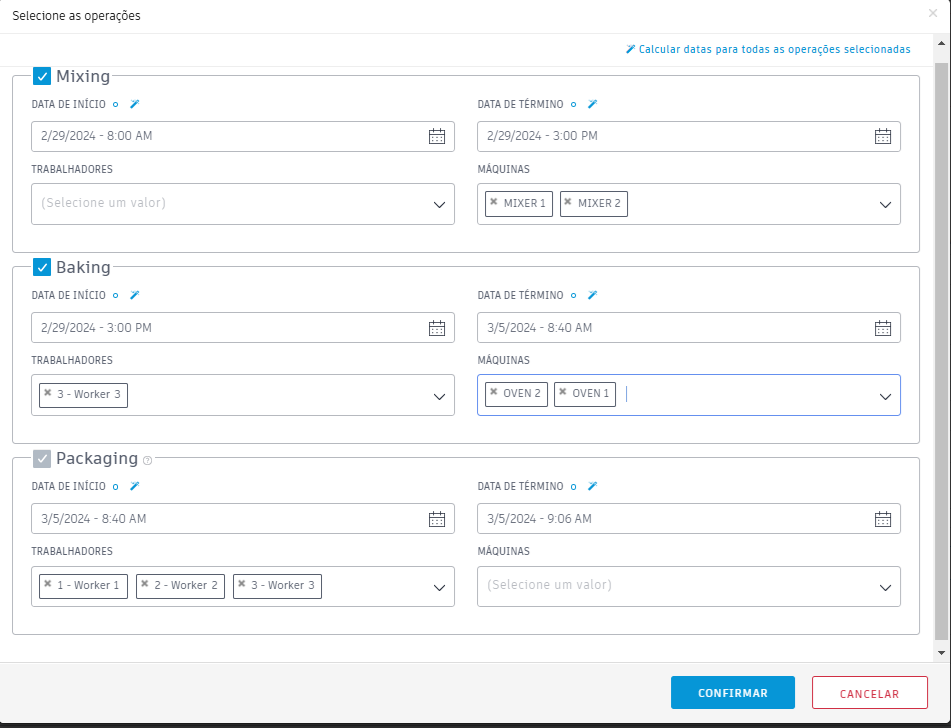 Selecione as operações
Calcular datas para todas as operações selecionadas
Mixing
DATA DE INÍCIO DATA DE TÉRMINO
2/29/2024 - 8:00 AM 2/29/2024 - 3:00 PM
TRABALHADORES MÁQUINAS
(Selecione um valor) MIXER 1 MIXER 2
Baking
DATA DE INÍCIO DATA DE TÉRMINO
2/29/2024 - 3:00 PM 3/5/2024 - 8:40 AM
TRABALHADORES MÁQUINAS
3 - Worker 3 OVEN 2 OVEN 1
Packaging
DATA DE INÍCIO DATA DE TÉRMINO
3/5/2024 - 8:40 AM 3/5/2024 - 9:06 AM
TRABALHADORES MÁQUINAS
1 - Worker 1 2 - Worker 2 3 - Worker 3 (Selecione um valor)
CONFIRMAR CANCELAR